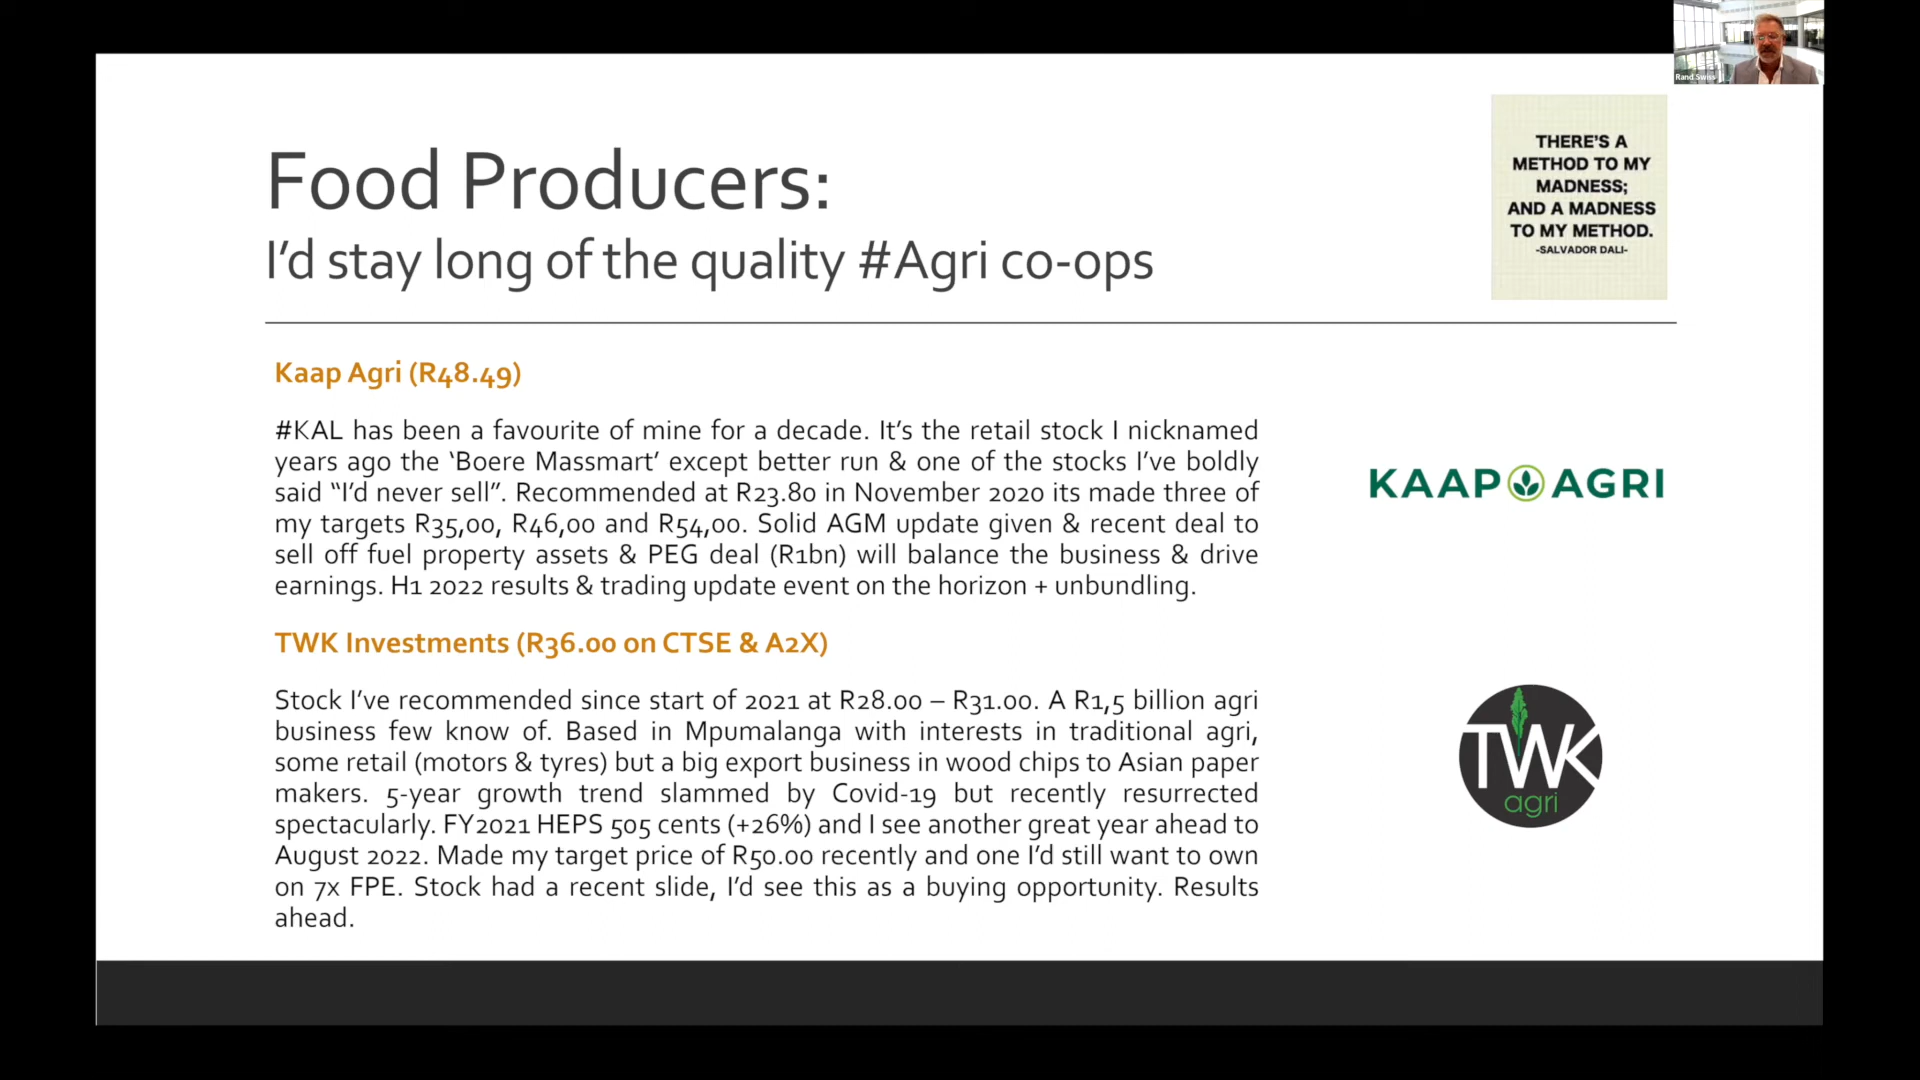 Rand Swiss
THERE'S A
METHOD TO MY
MADNESS;
AND A MADNESS
TO MY METHOD.
-SALVADOR DALI-
Food Producers:
I'd stay long of the quality #Agri co-ops
Kaap Agri (R48.49)
#KAL has been a favourite of mine for a decade. It's the retail stock I nicknamed
years ago the 'Boere Massmart' except better run & one of the stocks I've boldly
said "I'd never sell". Recommended at R23.80 in November 2020 its made three of
my targets R35,00, R46,00 and R54,00. Solid AGM update given & recent deal to
sell off fuel property assets & PEG deal (R1bn) will balance the business & drive
earnings. H1 2022 results & trading update event on the horizon + unbundling.
KAAP AGRI
TWK Investments (R36.00 on CTSE & A2X)
Stock I've recommended since start of 2021 at R28.00 – R31.00. A R1,5 billion agri
business few know of. Based in Mpumalanga with interests in traditional agri,
some retail (motors & tyres) but a big export business in wood chips to Asian paper
makers. 5-year growth trend slammed by Covid-19 but recently resurrected
spectacularly. FY2021 HEPS 505 cents (+26%) and I see another great year ahead to
August 2022. Made my target price of R50.00 recently and one I'd still want to own
on 7x FPE. Stock had a recent slide, I'd see this as a buying opportunity. Results
ahead.
TWK
agri